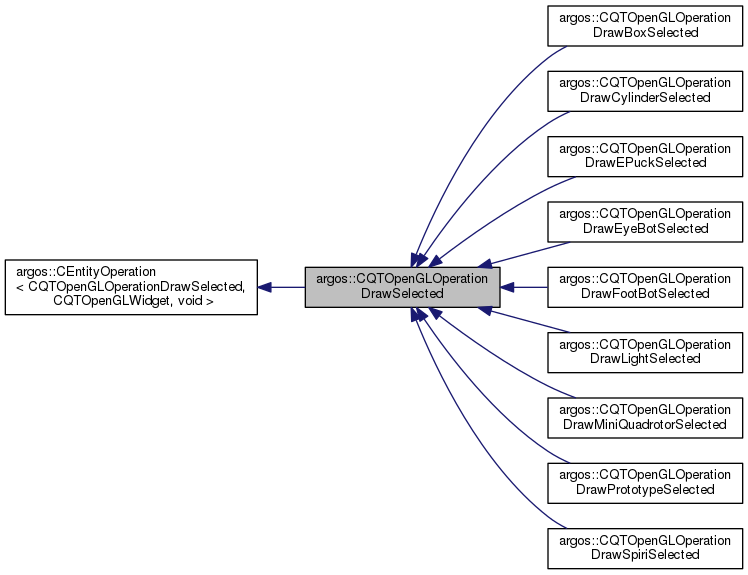 argos::CEntityOperation
< CQTOpenGLOperationDrawSelected,
CQTOpenGLWidget, void >
argos::CQTOpenGLOperation
DrawSelected
argos::CQTOpenGLOperation
DrawBoxSelected
argos::CQTOpenGLOperation
DrawCylinderSelected
argos::CQTOpenGLOperation
DrawEPuckSelected
argos::CQTOpenGLOperation
DrawEyeBotSelected
argos::CQTOpenGLOperation
DrawFootBotSelected
argos::CQTOpenGLOperation
DrawLightSelected
argos::CQTOpenGLOperation
DrawMiniQuadrotorSelected
argos::CQTOpenGLOperation
DrawPrototypeSelected
argos::CQTOpenGLOperation
DrawSpiriSelected